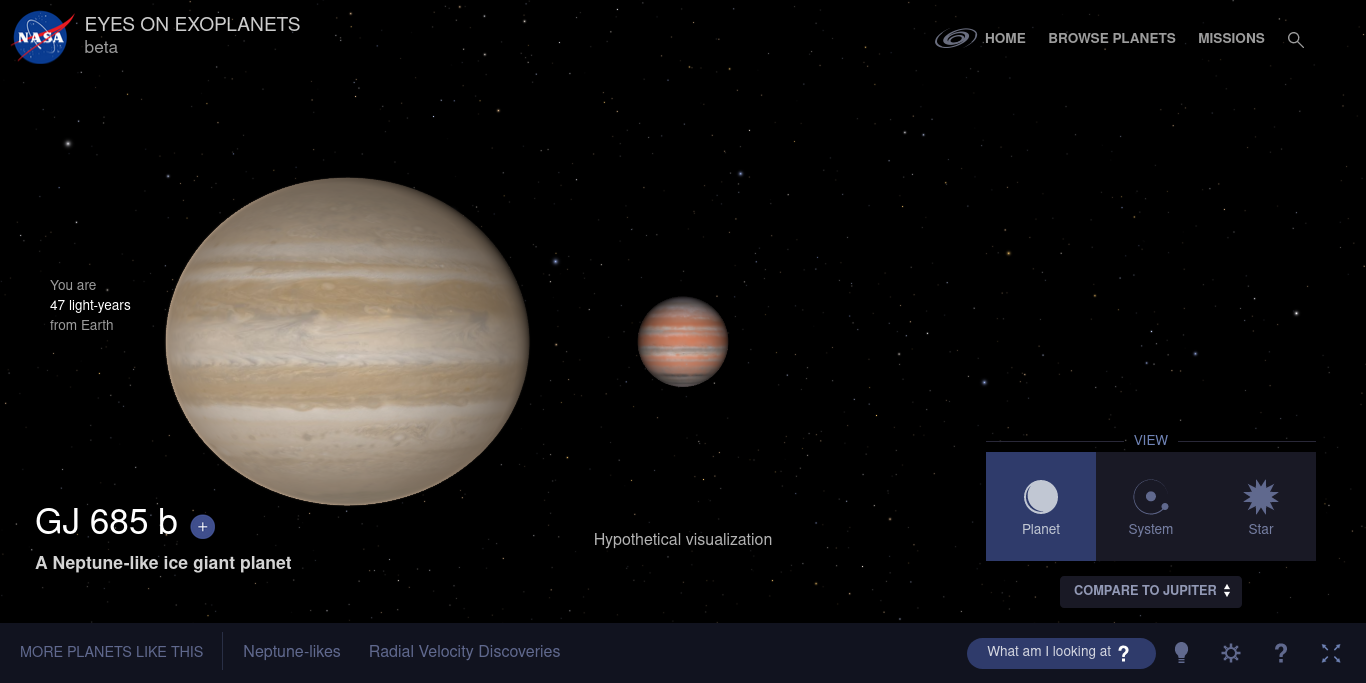 NASA
EYES ON EXOPLANETS
beta
HOME
BROWSE PLANETS
MISSIONS
You are
47 light-years
from Earth
VIEW
Planet
System
Star
GJ 685 b +
A Neptune-like ice giant planet
Hypothetical visualization
COMPARE TO JUPITER
MORE PLANETS LIKE THIS
Neptune-likes
Radial Velocity Discoveries
What am I looking at ?
?